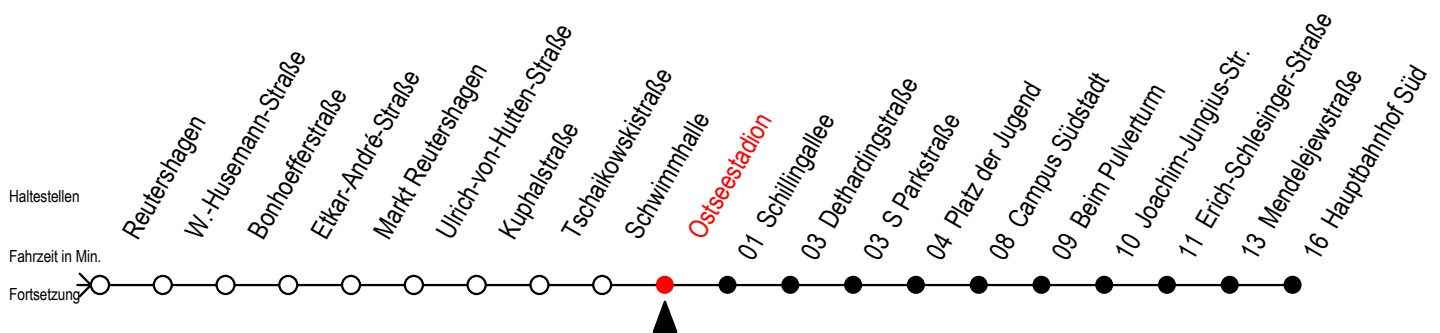 Haltestellen
Fahrzeit in Min.
Fortsetzung
Reutershagen
W.-Husemann-Straße
Bonhoefferstraße
Etkar-André-Straße
Markt Reutershagen
Ulrich-von-Hutten-Straße
Kuphalstraße
Tschaikowskistraße
Schwimmhalle
Ostseestadion
01 Schillingallee
03 Dethardingstraße
03 S Parkstraße
04 Platz der Jugend
08 Campus Südstadt
09 Beim Pulverturm
10 Joachim-Jungius-Str.
11 Erich-Schlesinger-Straße
13 Mendelejewstraße
16 Hauptbahnhof Süd